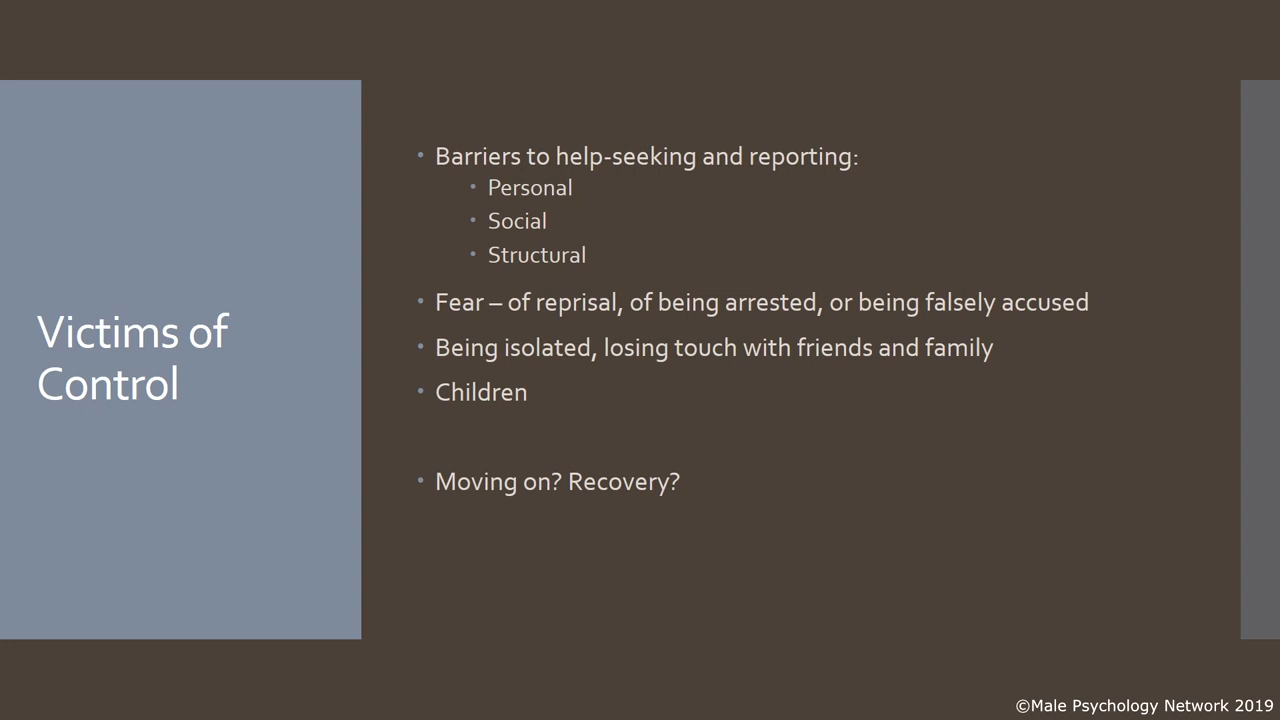 Victims of
Control
• Barriers to help-seeking and reporting:
• Personal
• Social
• Structural
• Fear – of reprisal, of being arrested, or being falsely accused
• Being isolated, losing touch with friends and family
• Children
• Moving on? Recovery?
©Male Psychology Network 2019